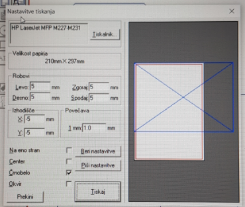 Nastavitve tiskanja
HP LaserJet MFP M227-M231
Tiskalnik...
Velikost papirja
210mm X 297mm
Robovi
Levo 5 mm Zgoraj 5 mm
Desno 5 mm Spodaj 5 mm
Izhodišče Povečava
X -5 mm
1 mm 1.0 mm
Y -5 mm
Na eno stran Beri nastavitve
Center
Črnobelo Piši nastavitve
Okvir
Prekini Tiskaj